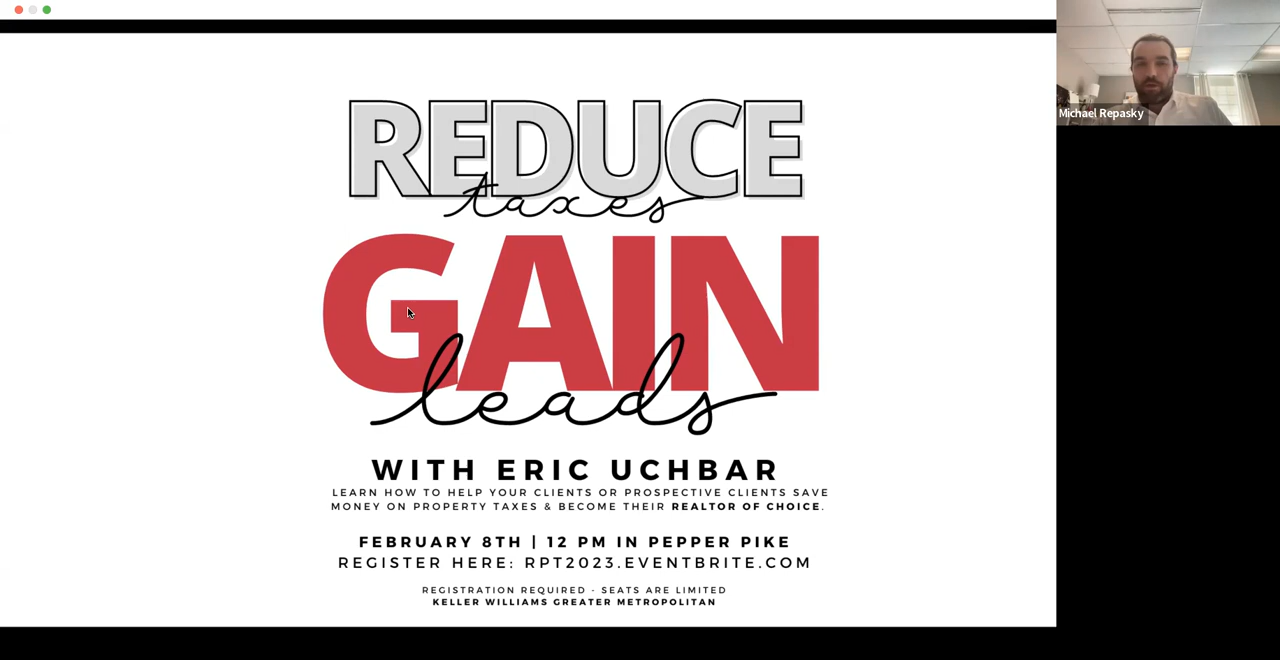 REDUCE
taxes
GAIN
leads
WITH ERIC UCHBAR
LEARN HOW TO HELP YOUR CLIENTS OR PROSPECTIVE CLIENTS SAVE
MONEY ON PROPERTY TAXES & BECOME THEIR REALTOR OF CHOICE.
FEBRUARY 8TH | 12 PM IN PEPPER PIKE
REGISTER HERE: RPT2023.EVENTBRITE.COM
REGISTRATION REQUIRED - SEATS ARE LIMITED
KELLER WILLIAMS GREATER METROPOLITAN
Michael Repasky